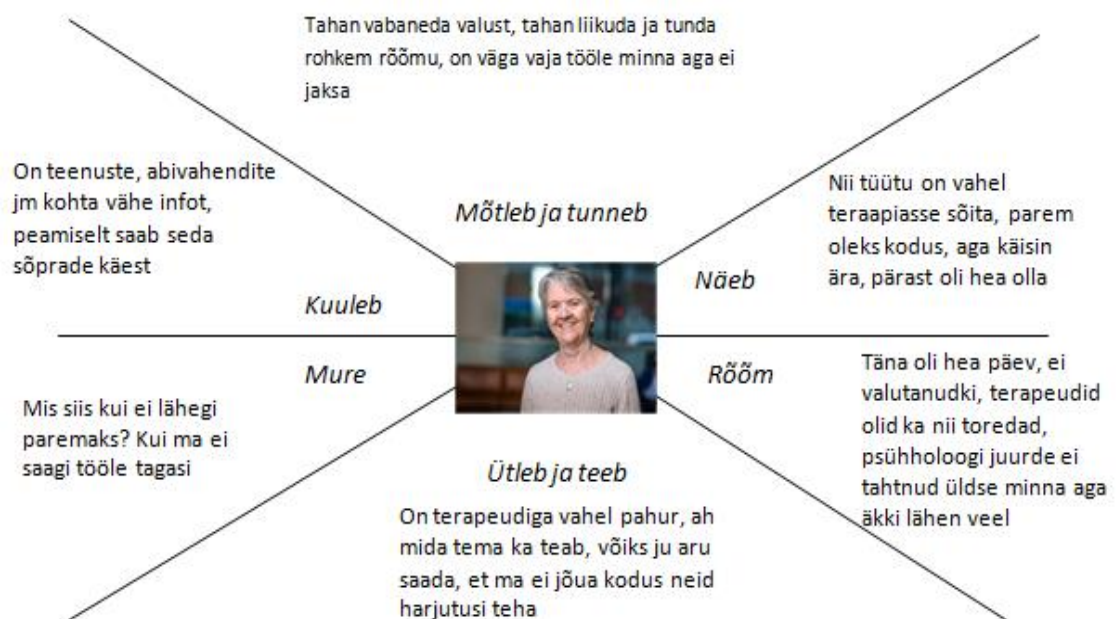 Tahan vabaneda valust, tahan liikuda ja tunda
rohkem rõõmu, on väga vaja tööle minna aga ei
jaksa
On teenuste, abivahendite
jm kohta vähe infot,
peamiselt saab seda
sõprade käest
Mõtleb ja tunneb
Nii tüütu on vahel
teraapiasse sõita, parem
oleks kodus, aga käisin
ära, pärast oli hea olla
Kuuleb
Näeb
Mure
Rõõm
Mis siis kui ei lähegi
paremaks? Kui ma ei
saagi tööle tagasi
Täna oli hea päev, ei
valutanudki, terapeudid
olid ka nii toredad,
psühholoogi juurde ei
tahtnud üldse minna aga
äkki lähen veel
Ütleb ja teeb
On terapeudiga vahel pahur, ah
mida tema ka teab, võiks ju aru
saada, et ma ei jõua kodus neid
harjutusi teha